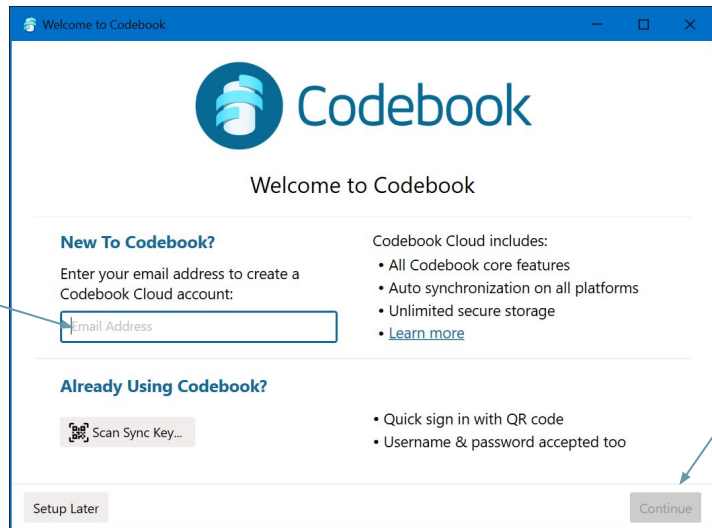 Welcome to Codebook
Codebook
Welcome to Codebook
New To Codebook?
Enter your email address to create a
Codebook Cloud account:
Email Address
Codebook Cloud includes:
• All Codebook core features
• Auto synchronization on all platforms
• Unlimited secure storage
• Learn more
Already Using Codebook?
Scan Sync Key...
• Quick sign in with QR code
• Username & password accepted too
Setup Later
Continue